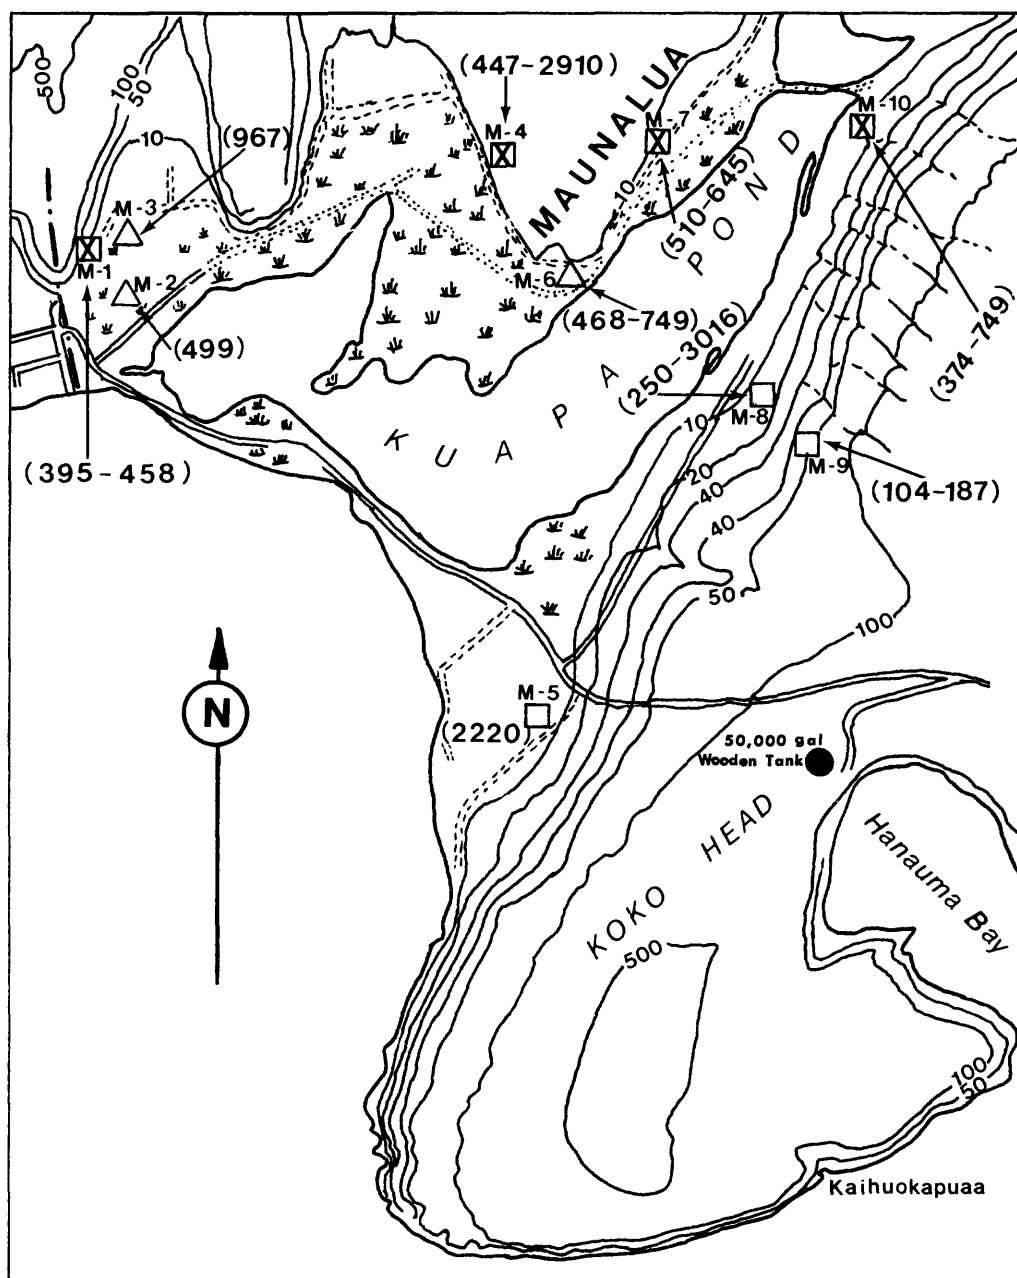 500
100
50
10
(967)
(447-2910)
M-4
MAUNALUA
M-7
M-10
M-3
M-1
M-2
(499)
(395-458)
M-6
(468-749)
10
(510-645)
KUAPA POND
(250-3016)
(374-749)
M-8
M-9
(104-187)
10
20
40
40
50
100
N
M-5
(2220)
50,000 gal
Wooden Tank
KOKO HEAD
Hanauma Bay
500
100
50
Kaihuokapuaa